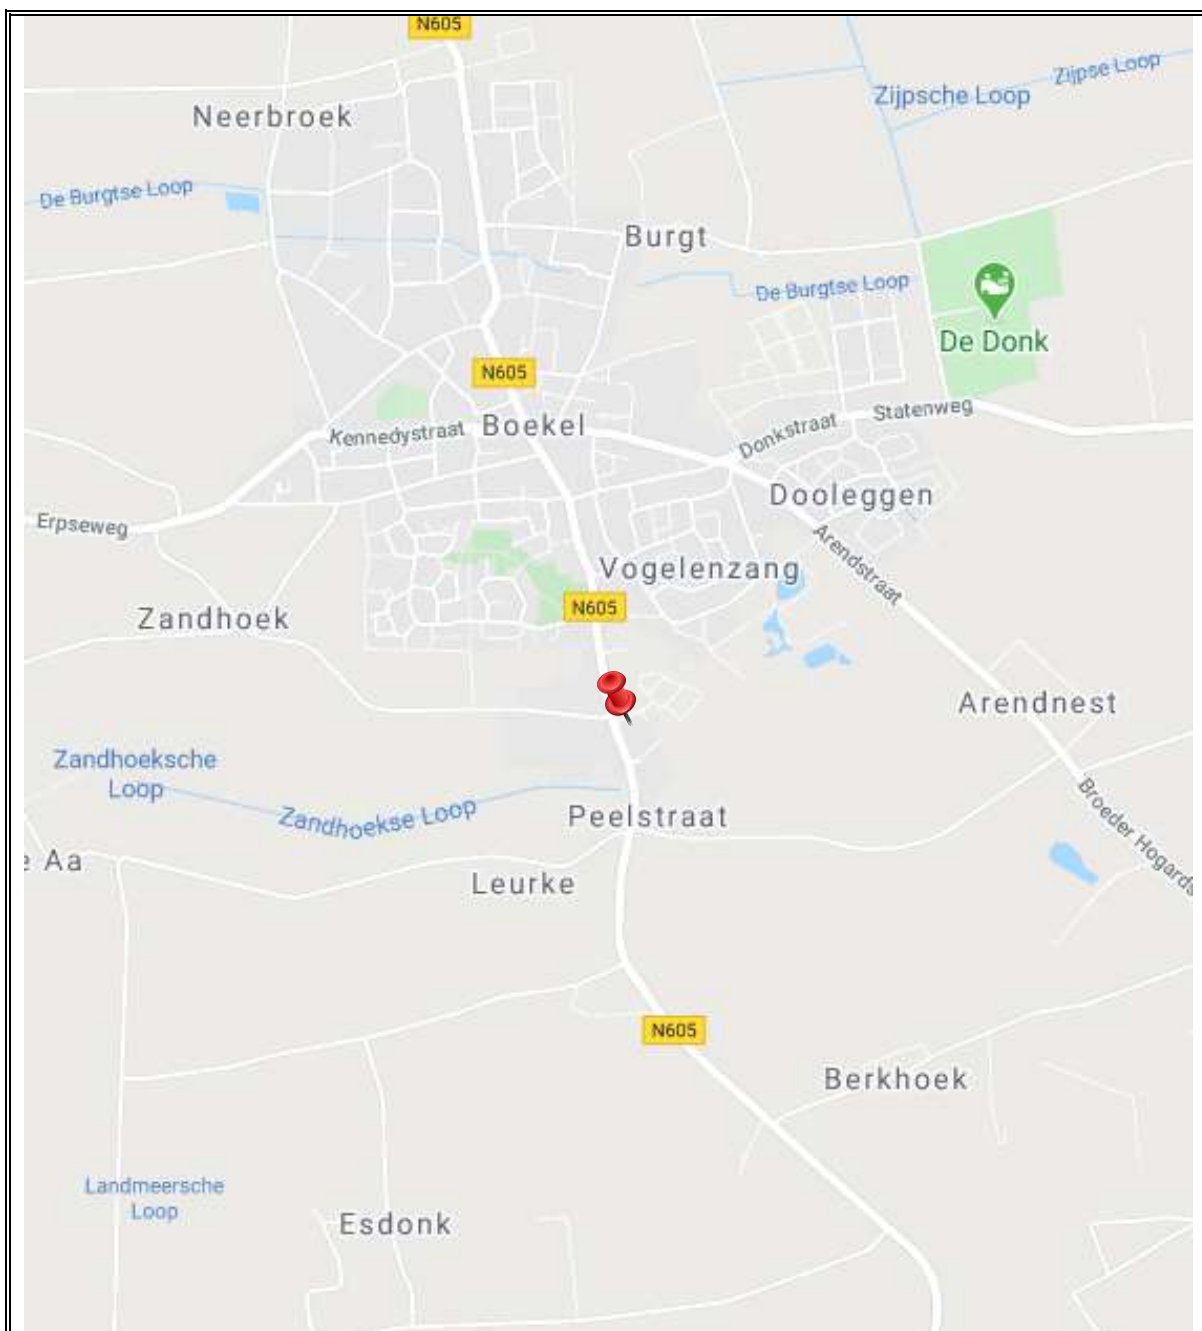 N605
Zijpse Loop
Zijpsche Loop
Neerbroek
De Burgtse Loop
Burgt
De Burgtse Loop
De Donk
N605
Statenweg
Donkstraat
Kennedystraat
Boekel
Dooleggen
Erpseweg
Arendstraat
Vogelenzang
N605
Zandhoek
Arendnest
Zandhoeksche
Loop
Zandhoekse Loop
Peelstraat
Broeder Hogards
e Aa
Leurke
N605
Berkhoek
Landmeersche
Loop
Esdonk